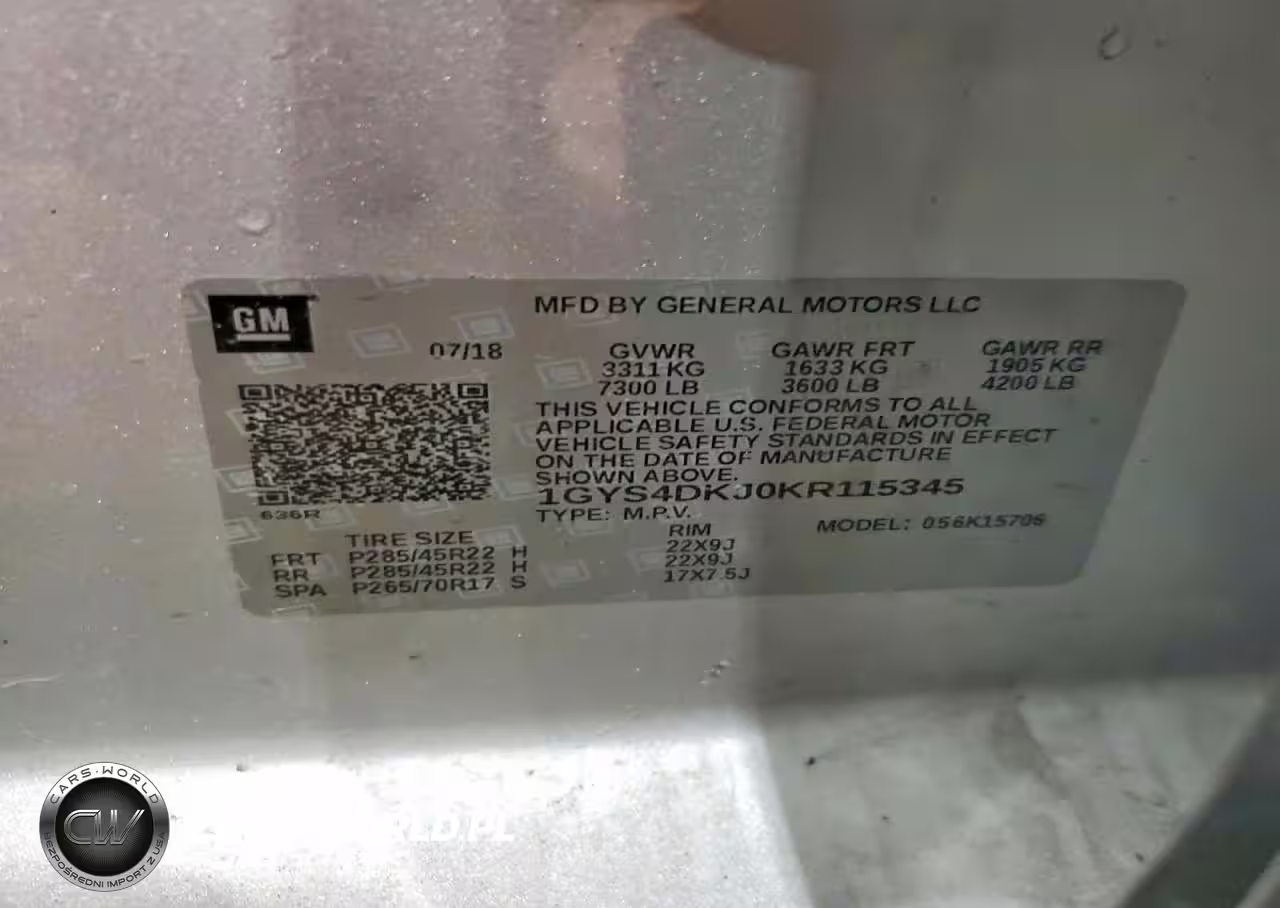 GM
MFD BY GENERAL MOTORS LLC
07/18
GVWR GAWR FRT GAWR RR
3311 KG 1633 KG 1905 KG
7300 LB 3600 LB 4200 LB
THIS VEHICLE CONFORMS TO ALL
APPLICABLE U.S. FEDERAL MOTOR
VEHICLE SAFETY STANDARDS IN EFFECT
ON THE DATE OF MANUFACTURE
SHOWN ABOVE.
1GYS4DKJ0KR115345
636R
TYPE: M.P.V. MODEL: 056K15706
TIRE SIZE RIM
FRT P285/45R22 H 22X9J
RR P285/45R22 H 22X9J
SPA P265/70R17 S 17X7.5J
CARS-WORLD
CW
BEZPOŚREDNI IMPORT Z USA